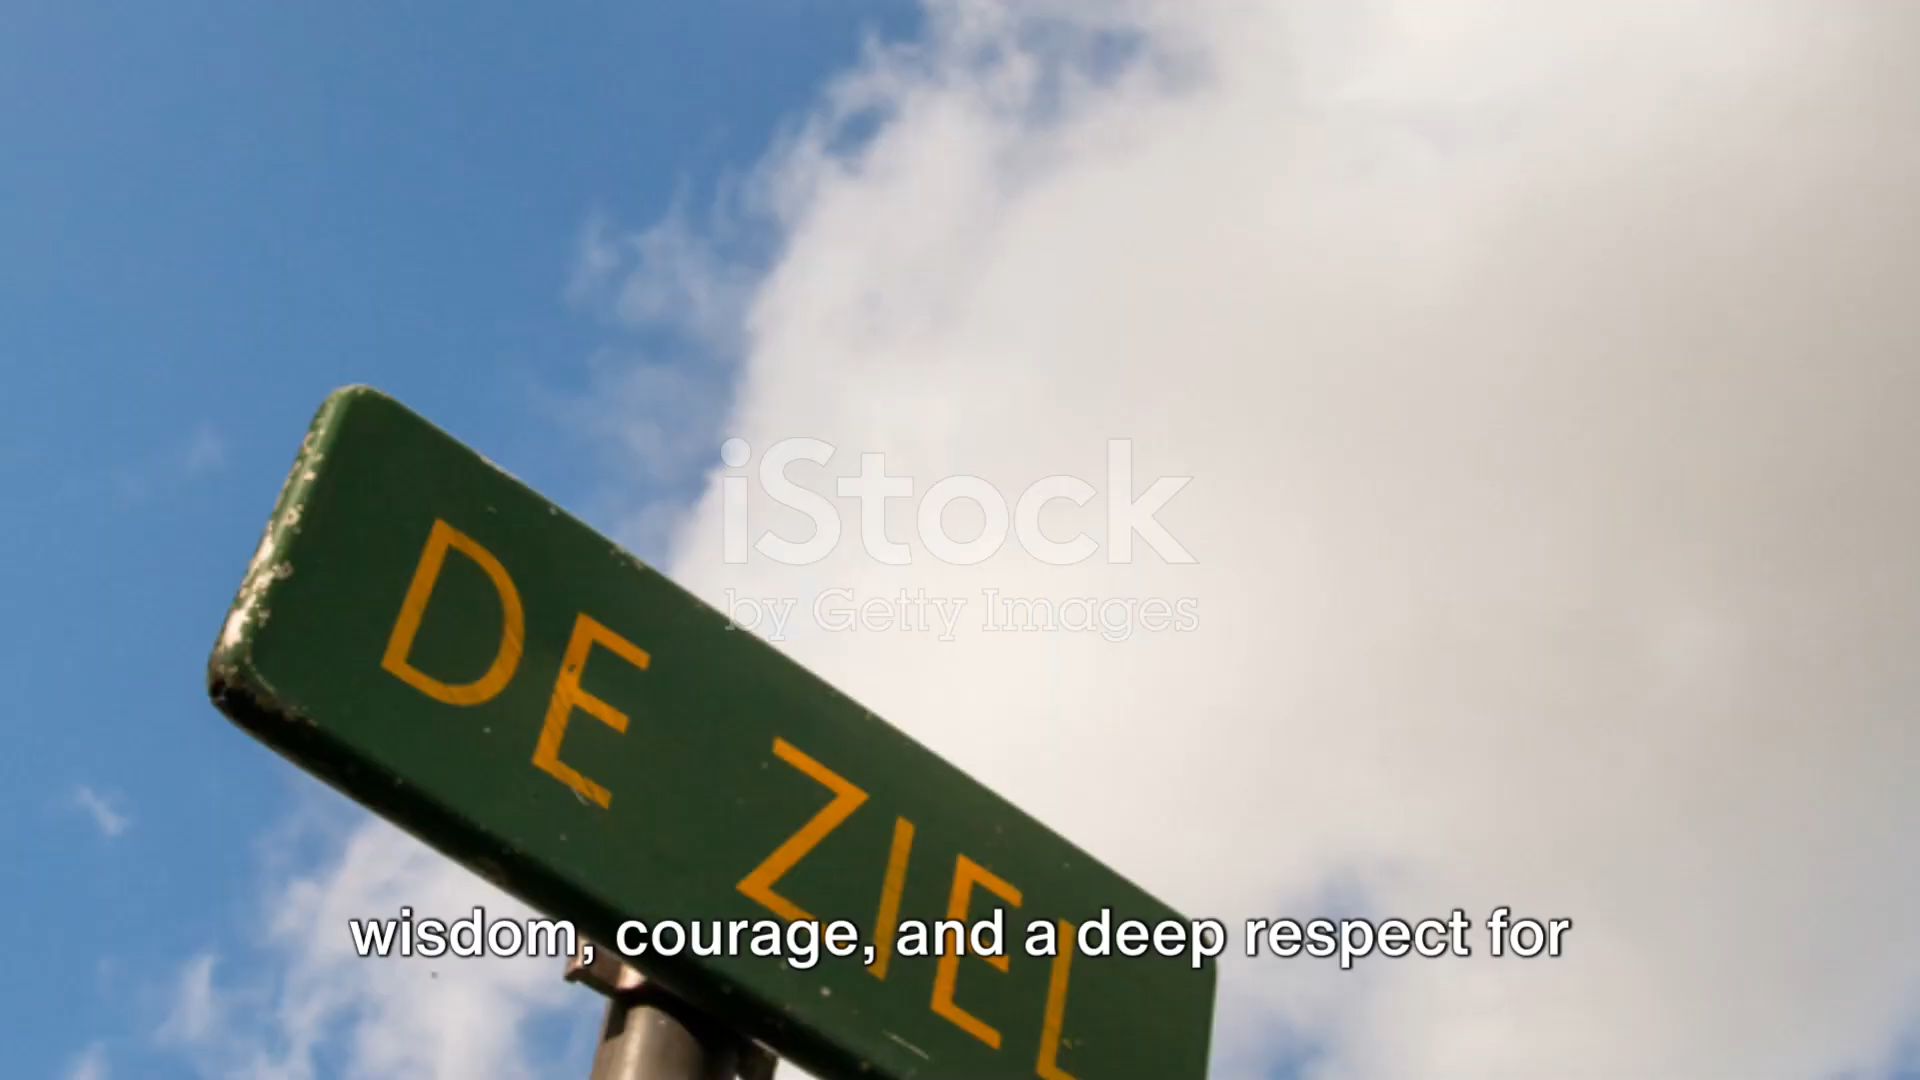 iStock
by Getty Images
DE ZIEL
wisdom, courage, and a deep respect for